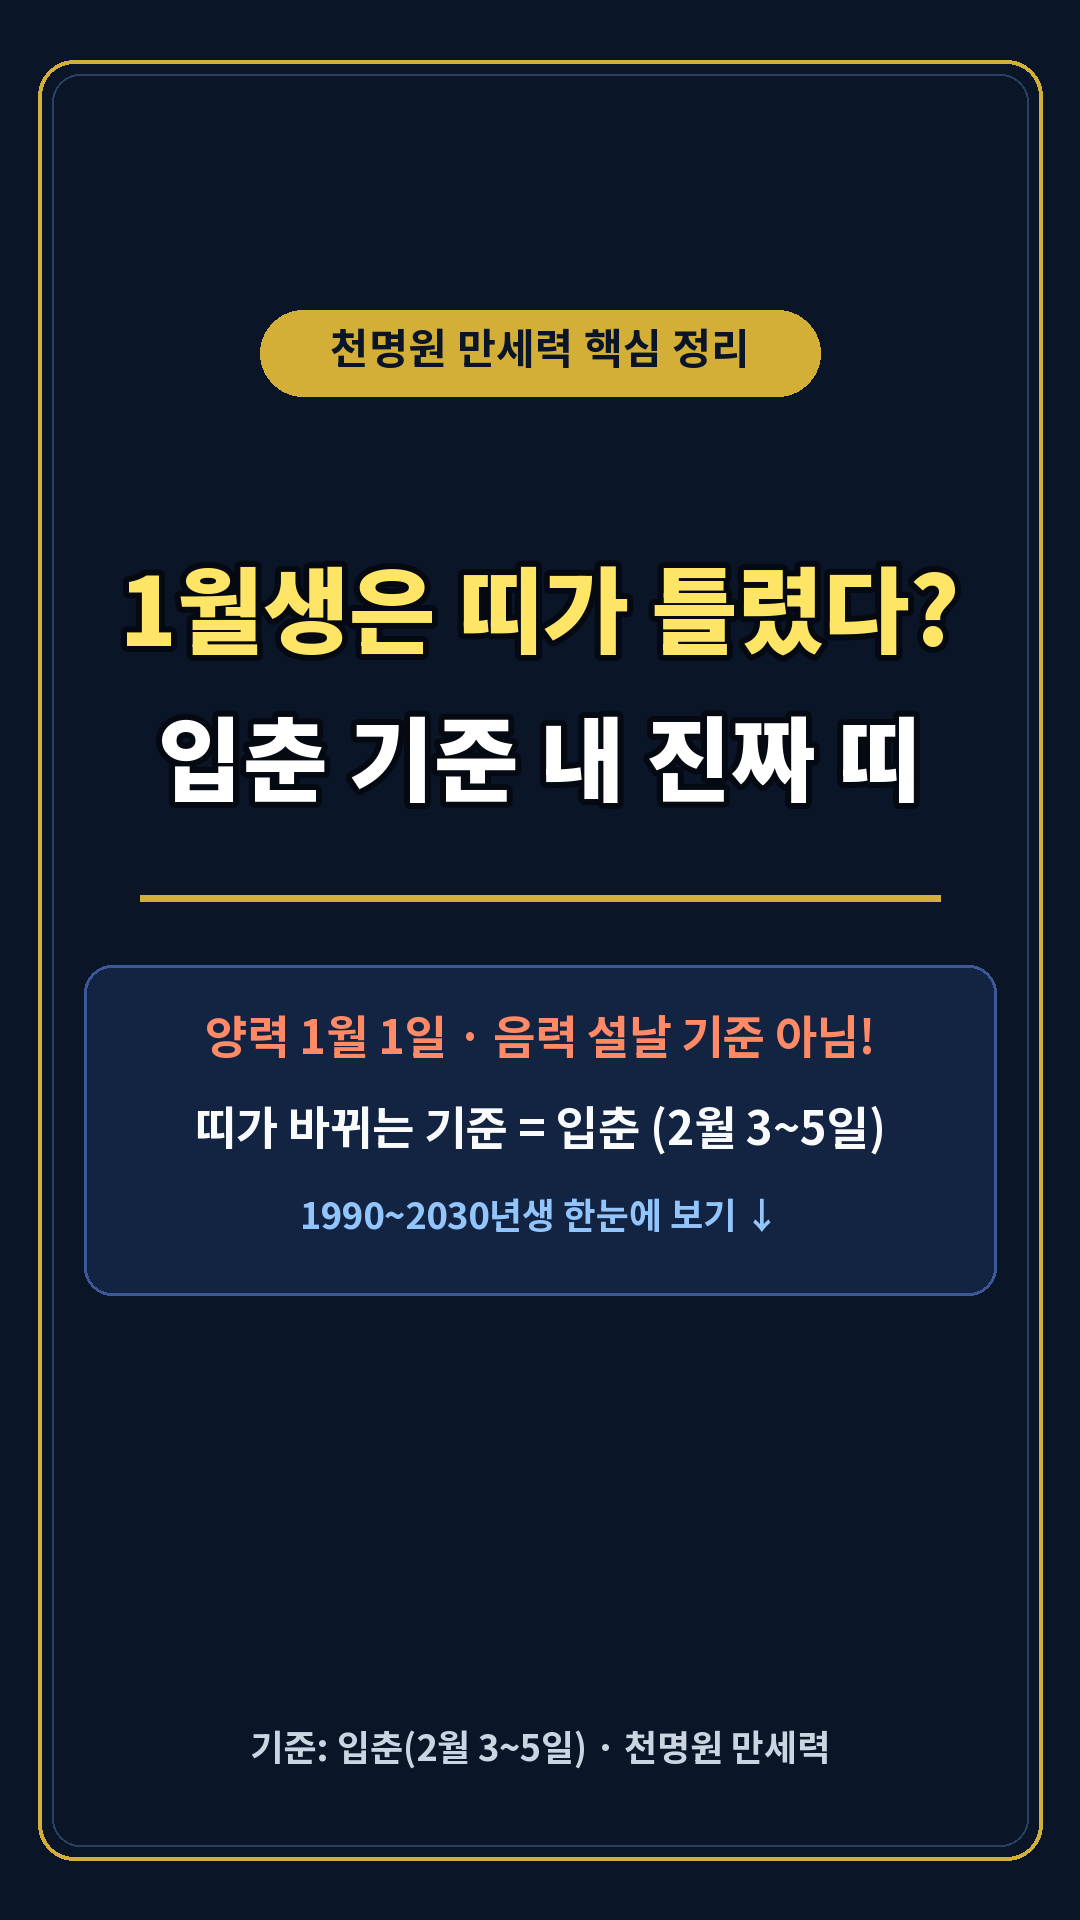 천명원 만세력 핵심 정리
1월생은 띠가 틀렸다?
입춘 기준 내 진짜 띠
양력 1월 1일 · 음력 설날 기준 아님!
띠가 바뀌는 기준 = 입춘 (2월 3~5일)
1990~2030년생 한눈에 보기 ↓
기준: 입춘(2월 3~5일) · 천명원 만세력